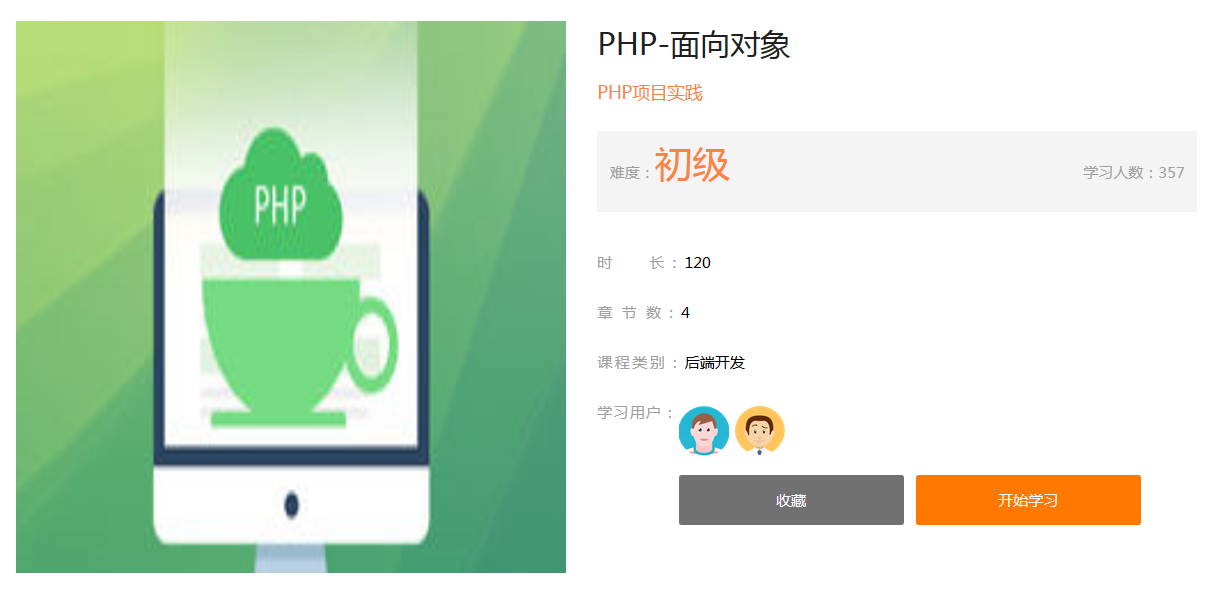 PHP
PHP-面向对象
PHP项目实践
难度：初级 学习人数：357
时 长：120
章 节 数：4
课程类别：后端开发
学习用户：
收藏 开始学习